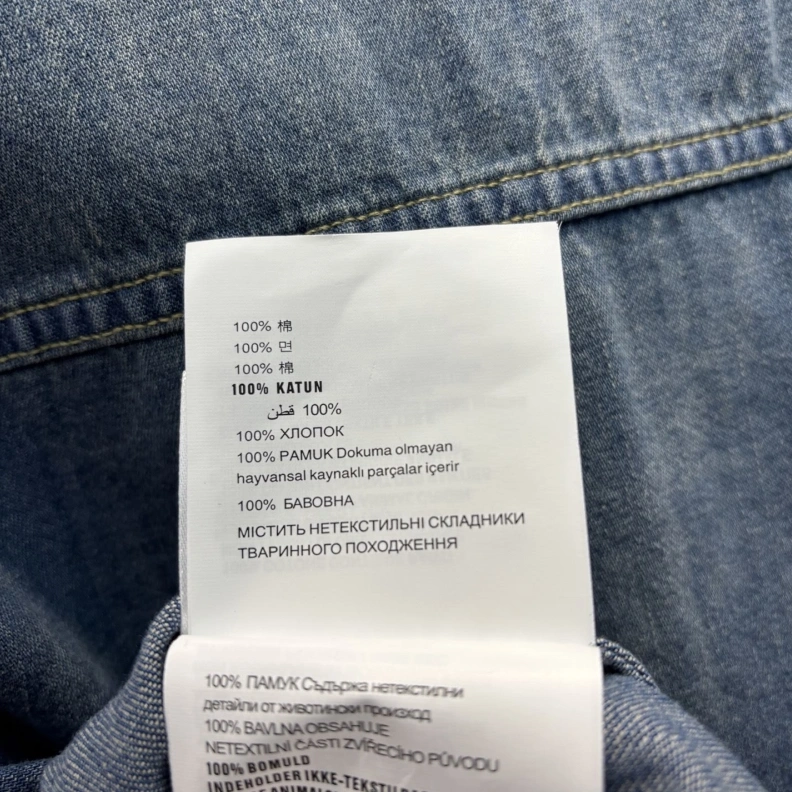 100% 棉
100% 면
100% 棉
100% KATUN
100% قطن
100% ХЛОПОК
100% PAMUK Dokuma olmayan
hayvansal kaynaklı parçalar içerir
100% БАВОВНА
МІСТИТЬ НЕТЕКСТИЛЬНІ СКЛАДНИКИ
ТВАРИННОГО ПОХОДЖЕННЯ
100% ПАМУК Съдържа нетекстилни
детайли от животински произход
100% BAVLNA OBSAHUJE
NETEXTILNÍ ČÁSTI ZVÍŘECÍHO PŮVODU
100% BOMULD
INDEHOLDER IKKE-TEKSTIL